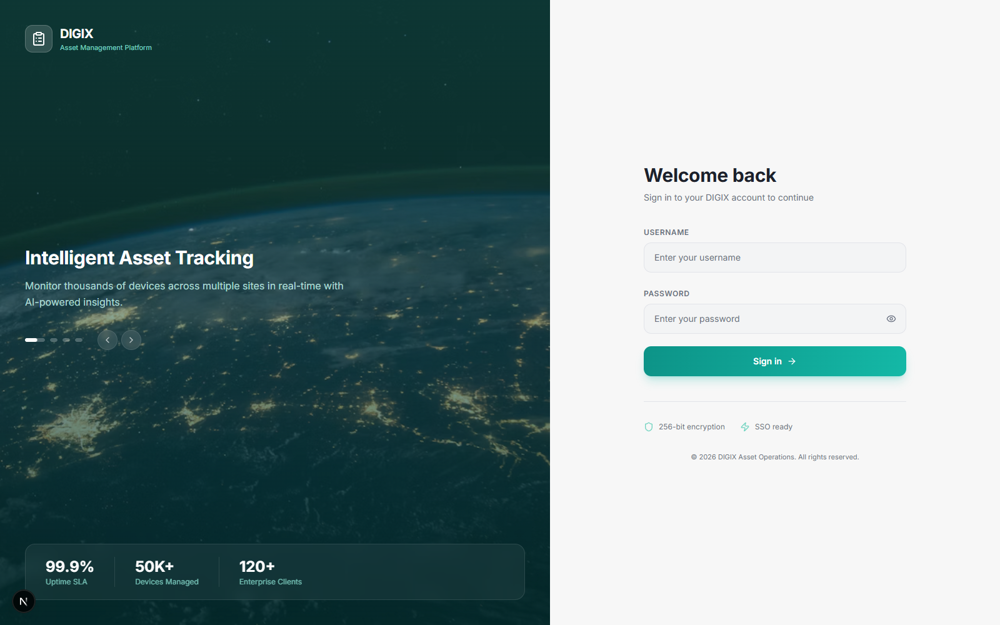 DIGIX
Asset Management Platform
Intelligent Asset Tracking
Monitor thousands of devices across multiple sites in real-time with
AI-powered insights.
99.9%
Uptime SLA
50K+
Devices Managed
120+
Enterprise Clients
N
Welcome back
Sign in to your DIGIX account to continue
USERNAME
Enter your username
PASSWORD
Enter your password
Sign in
256-bit encryption
SSO ready
© 2026 DIGIX Asset Operations. All rights reserved.